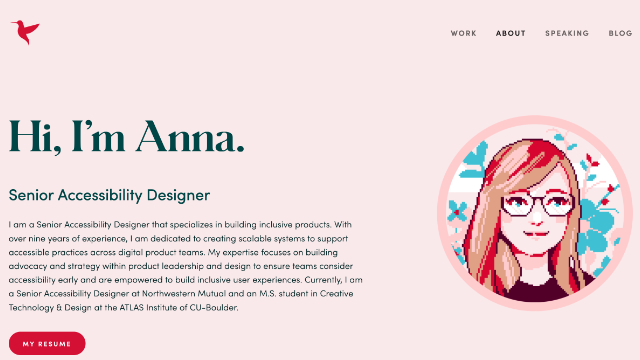 WORK ABOUT SPEAKING BLOG
Hi, I'm Anna.
Senior Accessibility Designer
I am a Senior Accessibility Designer that specializes in building inclusive products. With
over nine years of experience, I am dedicated to creating scalable systems to support
accessible practices across digital product teams. My expertise focuses on building
advocacy and strategy within product leadership and design to ensure teams consider
accessibility early and are empowered to build inclusive user experiences. Currently, I am
a Senior Accessibility Designer at Northwestern Mutual and an M.S. student in Creative
Technology & Design at the ATLAS Institute of CU-Boulder.
MY RESUME